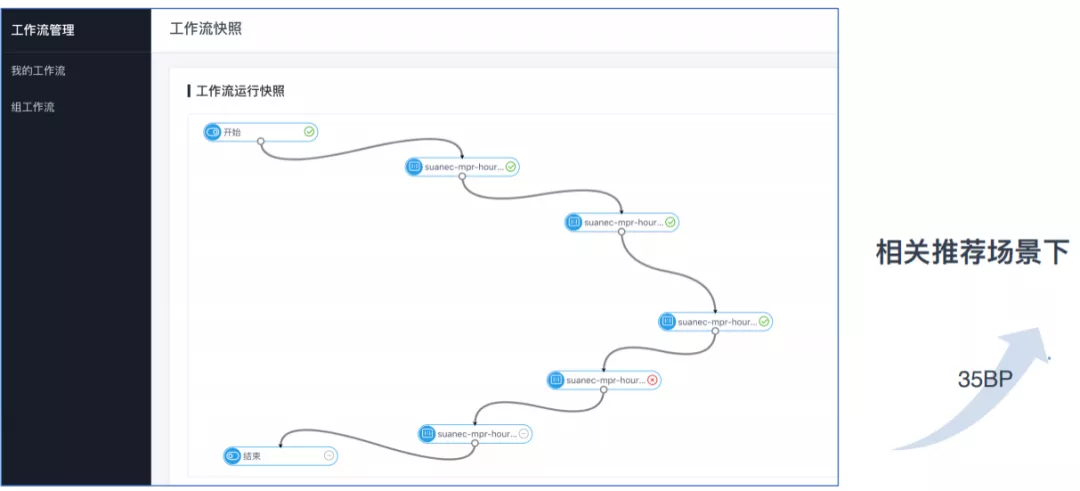 工作流管理
工作流快照
我的工作流
组工作流
工作流运行快照
开始
suanec-mpr-hour...
suanec-mpr-hour...
suanec-mpr-hour...
suanec-mpr-hour...
suanec-mpr-hour...
结束
相关推荐场景下
35BP